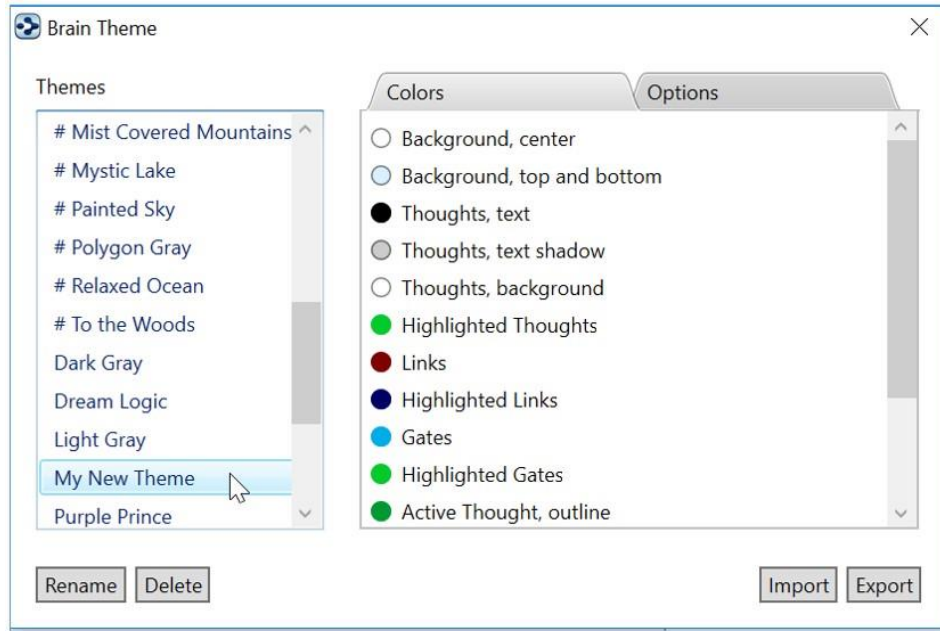 Brain Theme
Themes
# Mist Covered Mountains
# Mystic Lake
# Painted Sky
# Polygon Gray
# Relaxed Ocean
# To the Woods
Dark Gray
Dream Logic
Light Gray
My New Theme
Purple Prince
Rename Delete
Colors Options
Background, center
Background, top and bottom
Thoughts, text
Thoughts, text shadow
Thoughts, background
Highlighted Thoughts
Links
Highlighted Links
Gates
Highlighted Gates
Active Thought, outline
Import Export